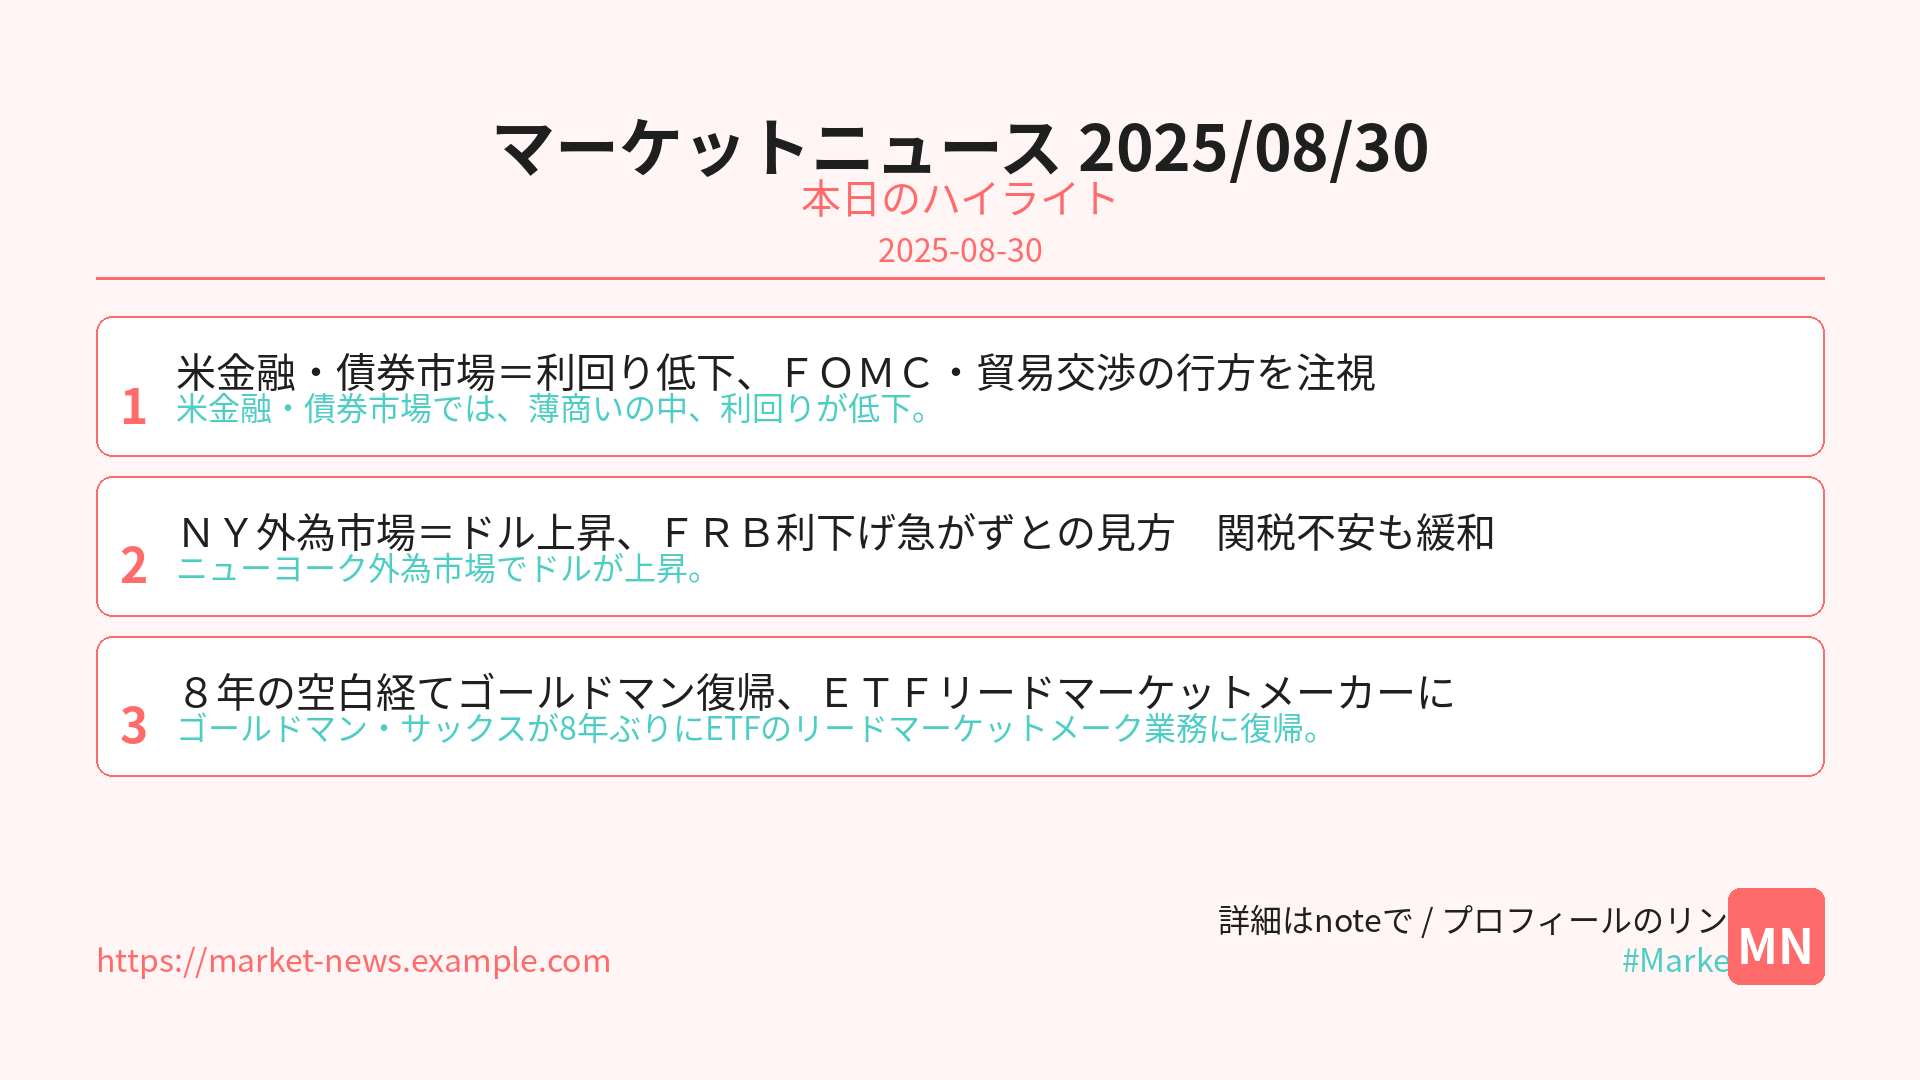 マーケットニュース 2025/08/30
本日のハイライト
2025-08-30
1
米金融・債券市場＝利回り低下、ＦＯＭＣ・貿易交渉の行方を注視
米金融・債券市場では、薄商いの中、利回りが低下。
2
ＮＹ外為市場＝ドル上昇、ＦＲＢ利下げ急がずとの見方　関税不安も緩和
ニューヨーク外為市場でドルが上昇。
3
８年の空白経てゴールドマン復帰、ＥＴＦリードマーケットメーカーに
ゴールドマン・サックスが8年ぶりにETFのリードマーケットメーク業務に復帰。
詳細はnoteで / プロフィールのリン
https://market-news.example.com
#Marke
MN